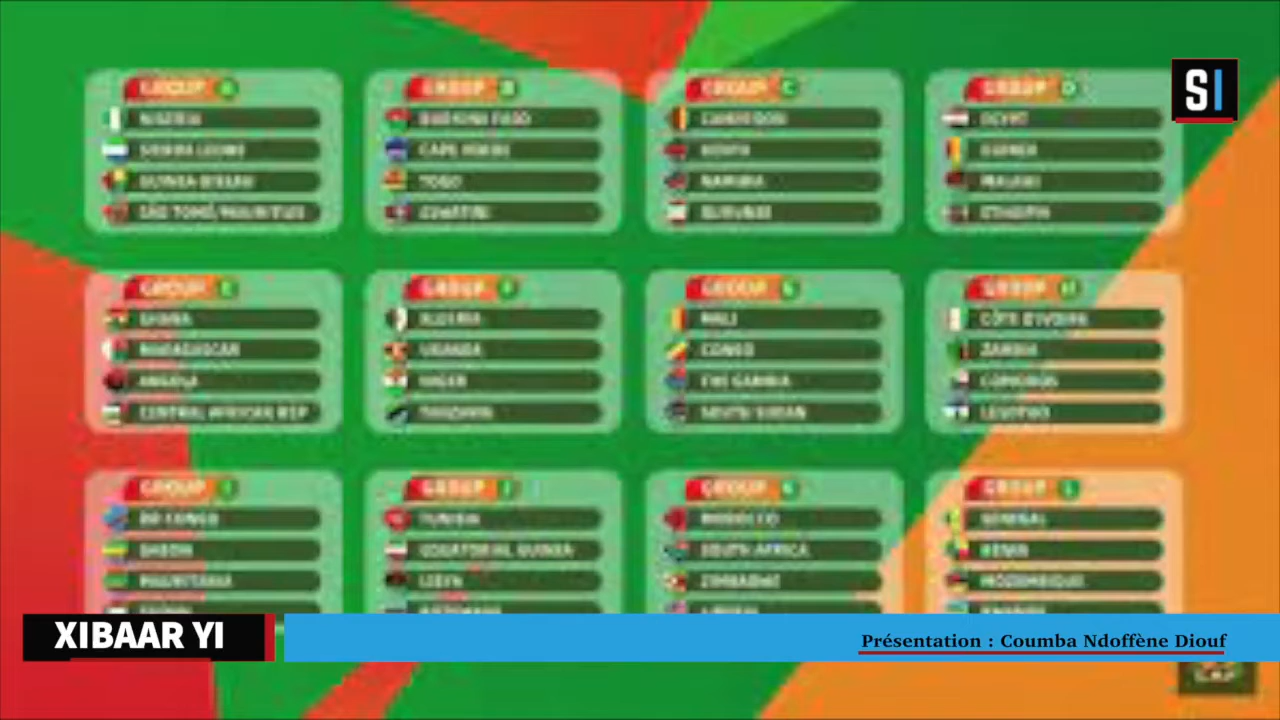 SI
GROUP A
NIGERIA
SIERRA LEONE
GUINEA-BISSAU
SÃO TOMÉ/MAURITIUS
GROUP B
BURKINA FASO
CAPE VERDE
TOGO
ESWATINI
GROUP C
CAMEROON
KENYA
NAMIBIA
BURUNDI
GROUP D
EGYPT
GUINEA
MALAWI
ETHIOPIA
GROUP E
GHANA
MADAGASCAR
ANGOLA
CENTRAL AFRICAN REP
GROUP F
ALGERIA
UGANDA
NIGER
TANZANIA
GROUP G
MALI
CONGO
THE GAMBIA
SOUTH SUDAN
GROUP H
CÔTE D'IVOIRE
ZAMBIA
COMOROS
LESOTHO
GROUP I
DR CONGO
GABON
MAURITANIA
GROUP J
TUNISIA
EQUATORIAL GUINEA
LIBYA
GROUP K
MOROCCO
SOUTH AFRICA
ZIMBABWE
GROUP L
SENEGAL
BENIN
MOZAMBIQUE
XIBAAR YI
Présentation : Coumba Ndoffène Diouf